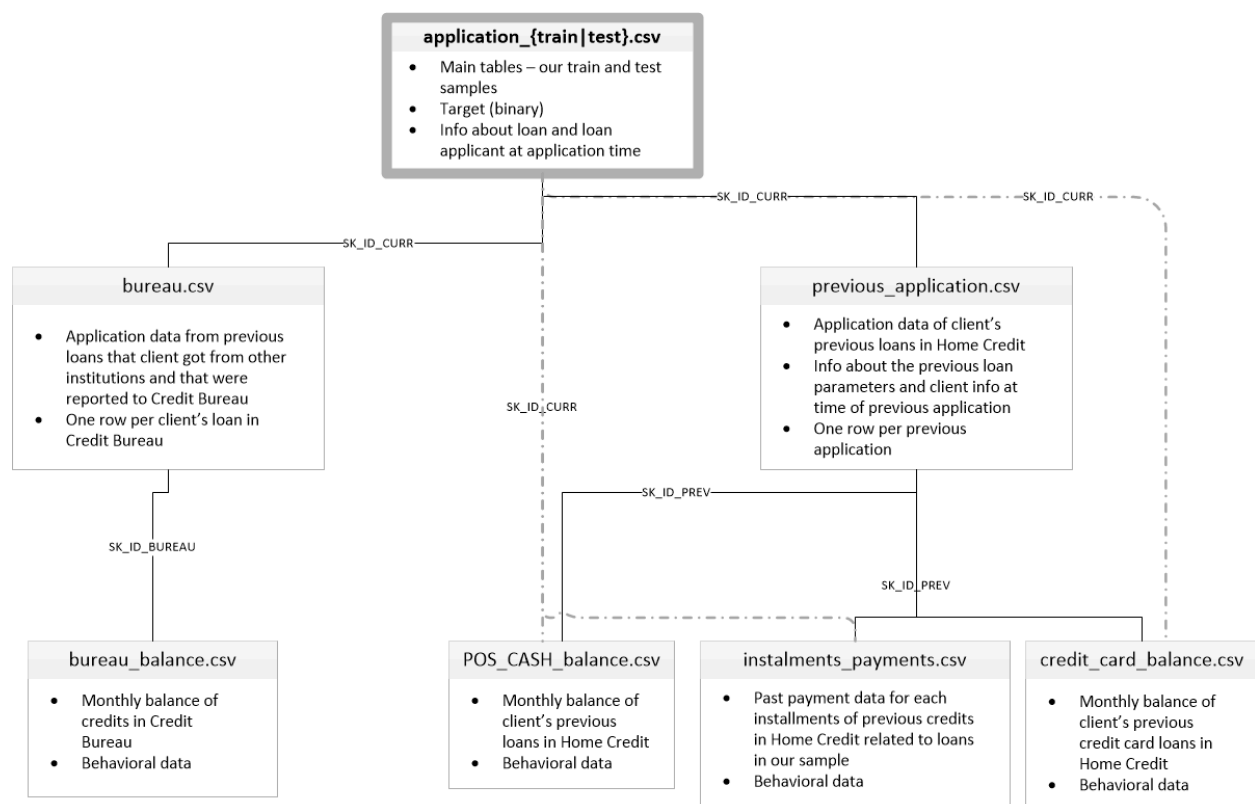 application_{train|test}.csv
• Main tables – our train and test
samples
• Target (binary)
• Info about loan and loan
applicant at application time
SK_ID_CURR
SK_ID_CURR
SK_ID_CURR
bureau.csv
• Application data from previous
loans that client got from other
institutions and that were
reported to Credit Bureau
• One row per client's loan in
Credit Bureau
previous_application.csv
• Application data of client's
previous loans in Home Credit
• Info about the previous loan
parameters and client info at
time of previous application
• One row per previous
application
SK_ID_CURR
SK_ID_PREV
SK_ID_BUREAU
SK_ID_PREV
bureau_balance.csv
• Monthly balance of
credits in Credit
Bureau
• Behavioral data
POS_CASH_balance.csv
• Monthly balance of
client's previous
loans in Home Credit
• Behavioral data
instalments_payments.csv
• Past payment data for each
installments of previous credits
in Home Credit related to loans
in our sample
• Behavioral data
credit_card_balance.csv
• Monthly balance of
client's previous
credit card loans in
Home Credit
• Behavioral data